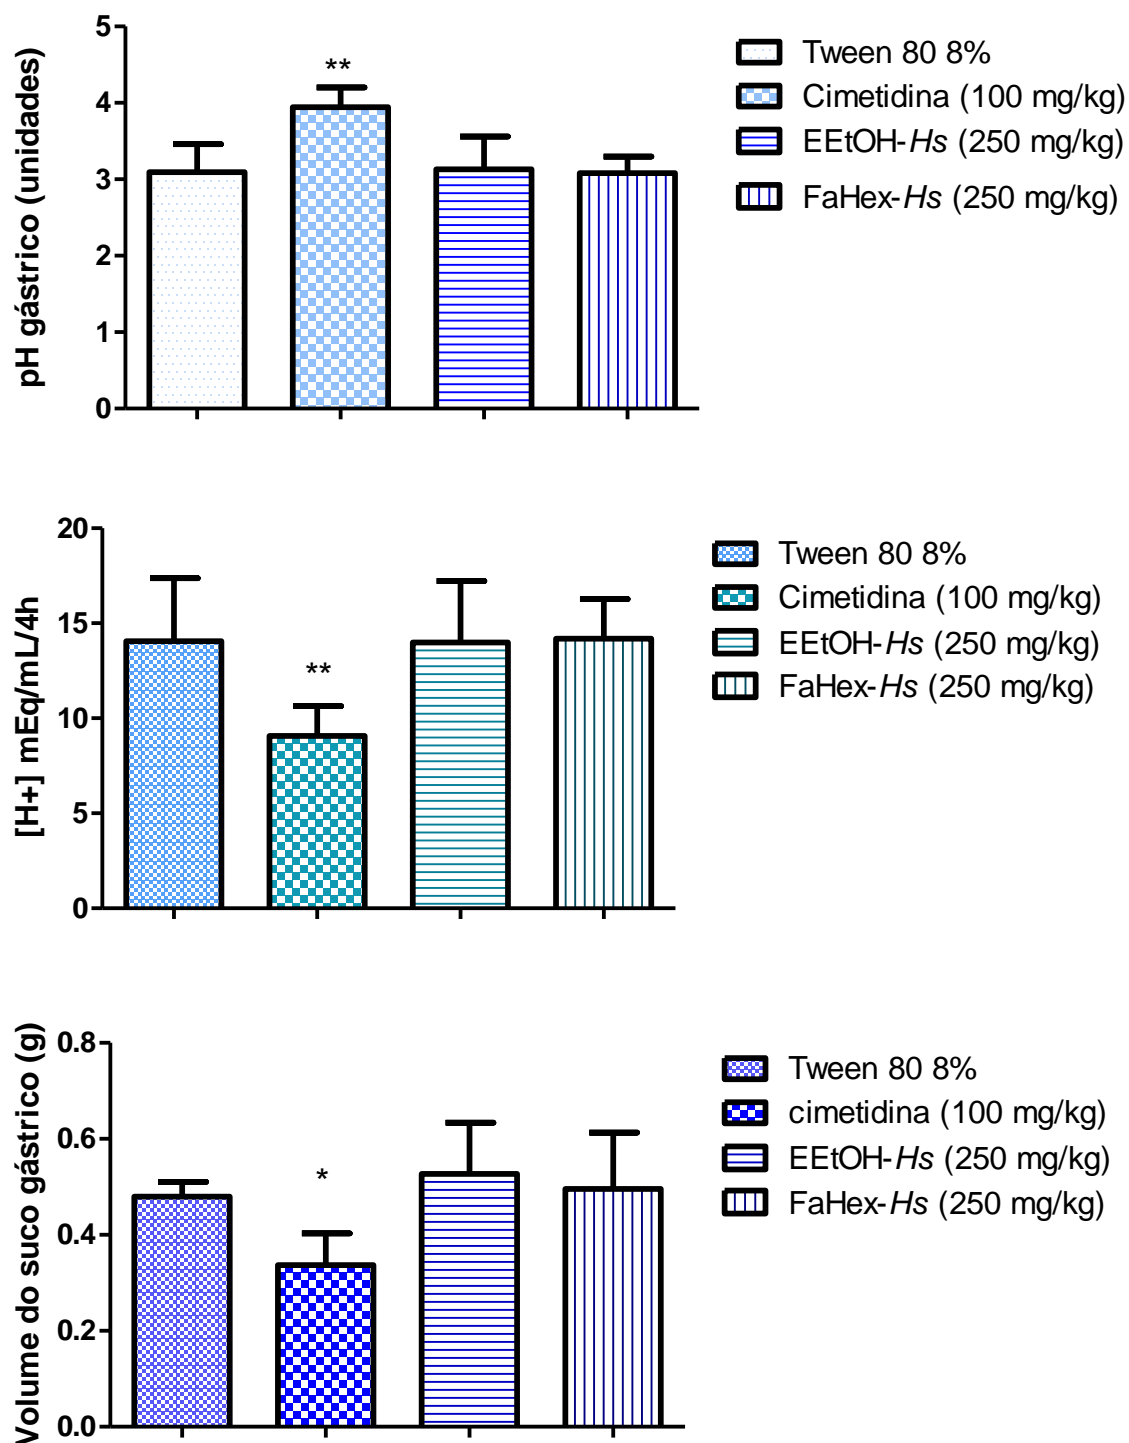 pH gástrico (unidades)
5
4
3
2
1
0
**
Tween 80 8%
Cimetidina (100 mg/kg)
EEtOH-Hs (250 mg/kg)
FaHex-Hs (250 mg/kg)
[H+] mEq/mL/4h
20
15
10
5
0
**
Tween 80 8%
Cimetidina (100 mg/kg)
EEtOH-Hs (250 mg/kg)
FaHex-Hs (250 mg/kg)
Volume do suco gástrico (g)
0.8
0.6
0.4
0.2
0.0
*
Tween 80 8%
cimetidina (100 mg/kg)
EEtOH-Hs (250 mg/kg)
FaHex-Hs (250 mg/kg)